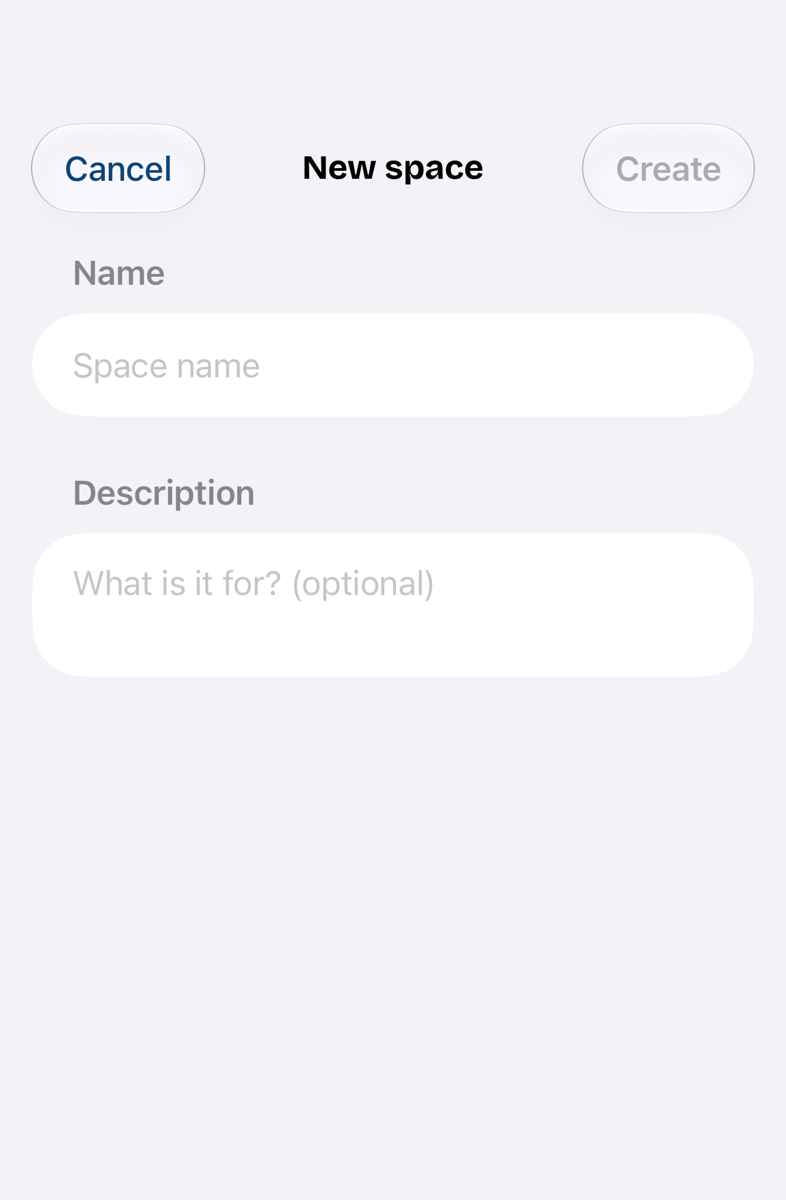 Cancel New space Create
Name
Space name
Description
What is it for? (optional)